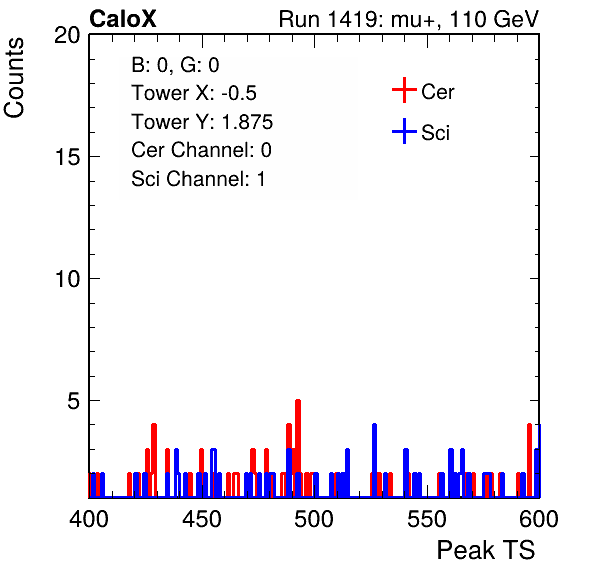 CaloX
Run 1419: mu+, 110 GeV
Counts
20
15
10
5
B: 0, G: 0
Tower X: -0.5
Tower Y: 1.875
Cer Channel: 0
Sci Channel: 1
Cer
Sci
400
450
500
550
600
Peak TS